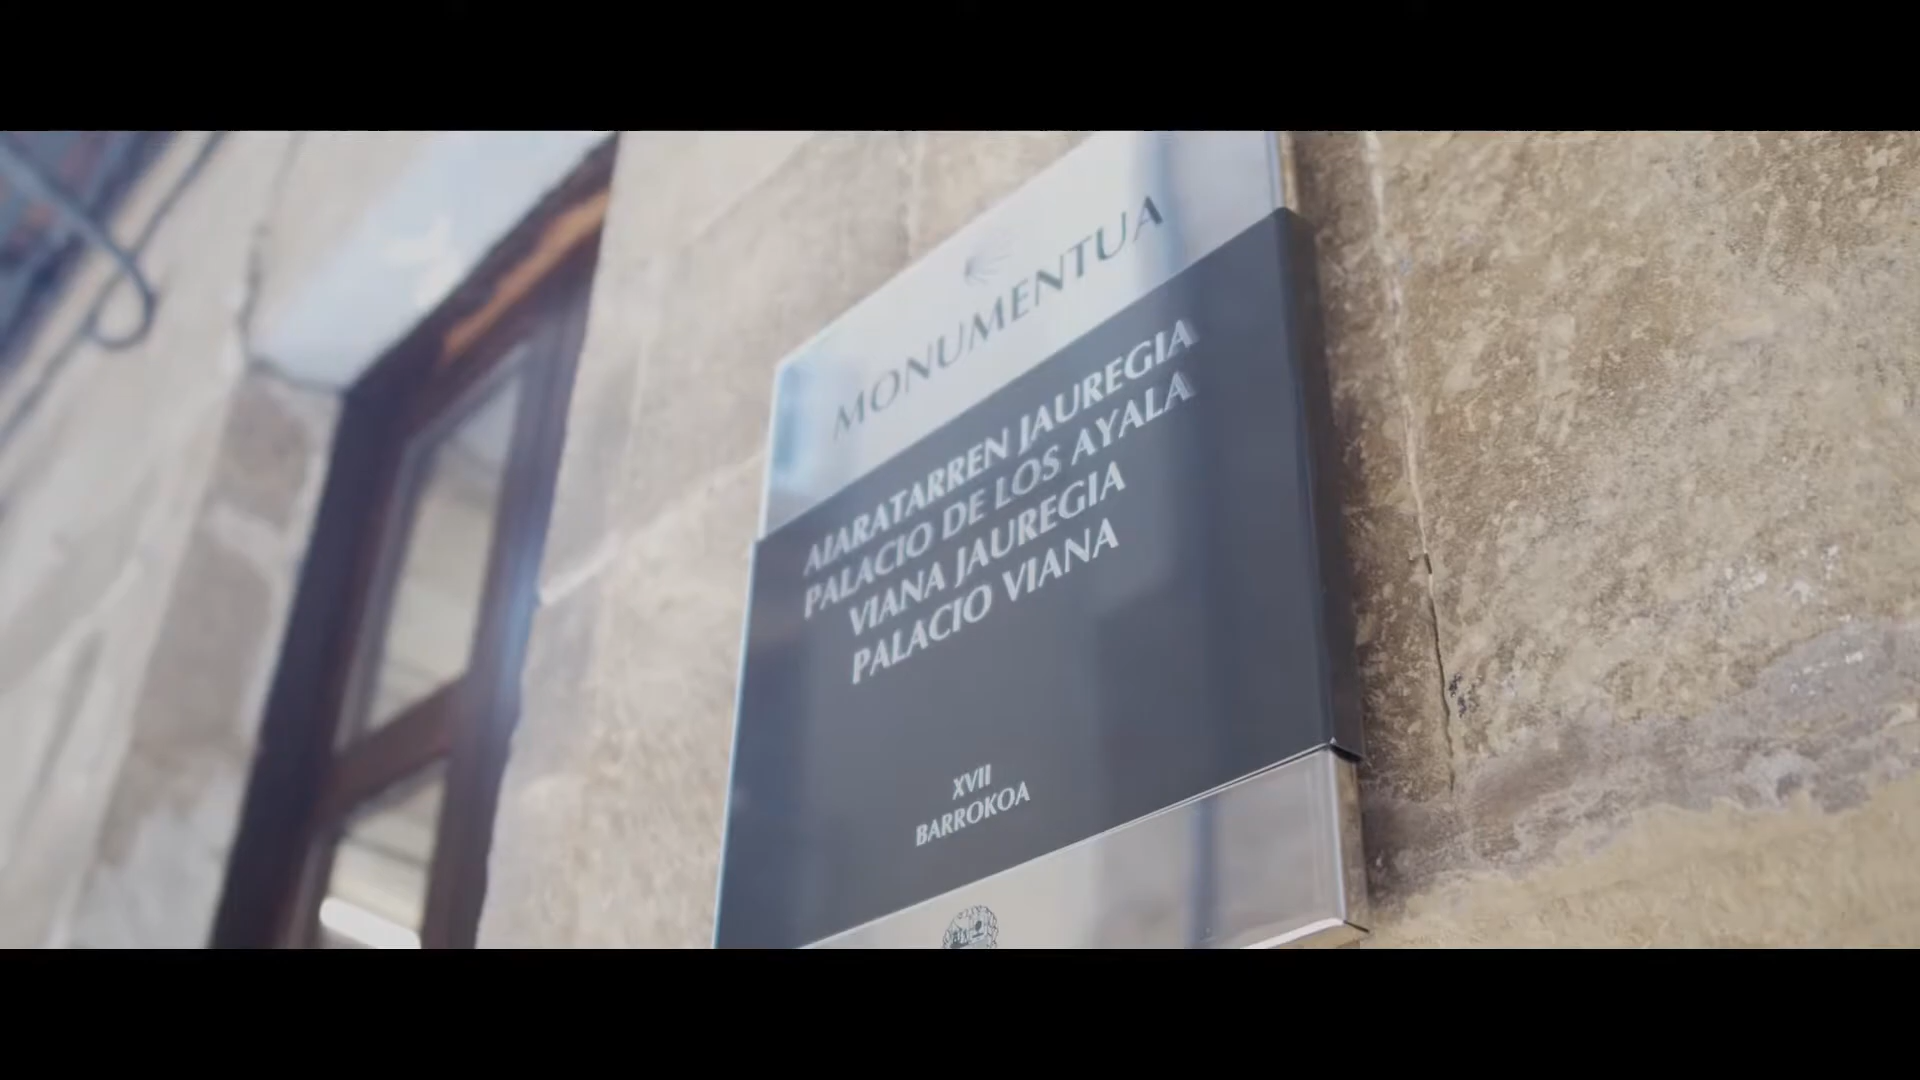 MONUMENTUA
AIARATARREN JAUREGIA
PALACIO DE LOS AYALA
VIANA JAUREGIA
PALACIO VIANA
XVII
BARROKOA